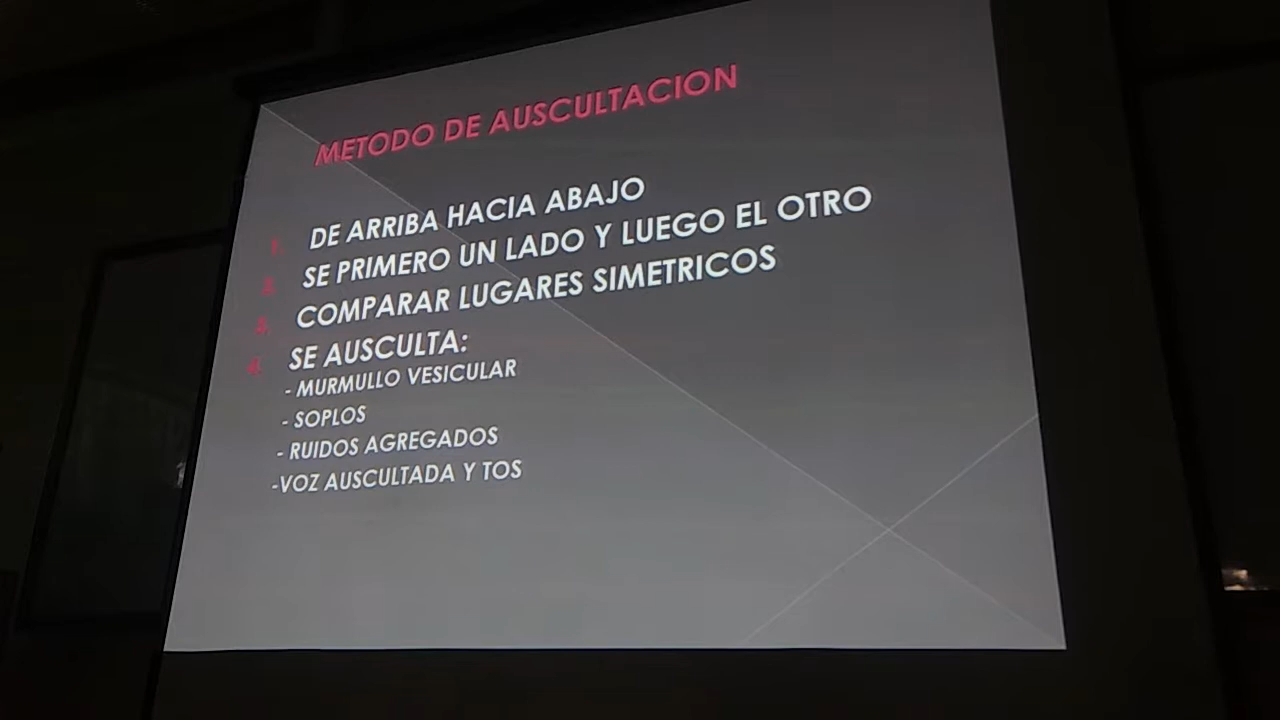 METODO DE AUSCULTACION
1. DE ARRIBA HACIA ABAJO
2. SE PRIMERO UN LADO Y LUEGO EL OTRO
3. COMPARAR LUGARES SIMETRICOS
4. SE AUSCULTA:
- MURMULLO VESICULAR
- SOPLOS
- RUIDOS AGREGADOS
-VOZ AUSCULTADA Y TOS